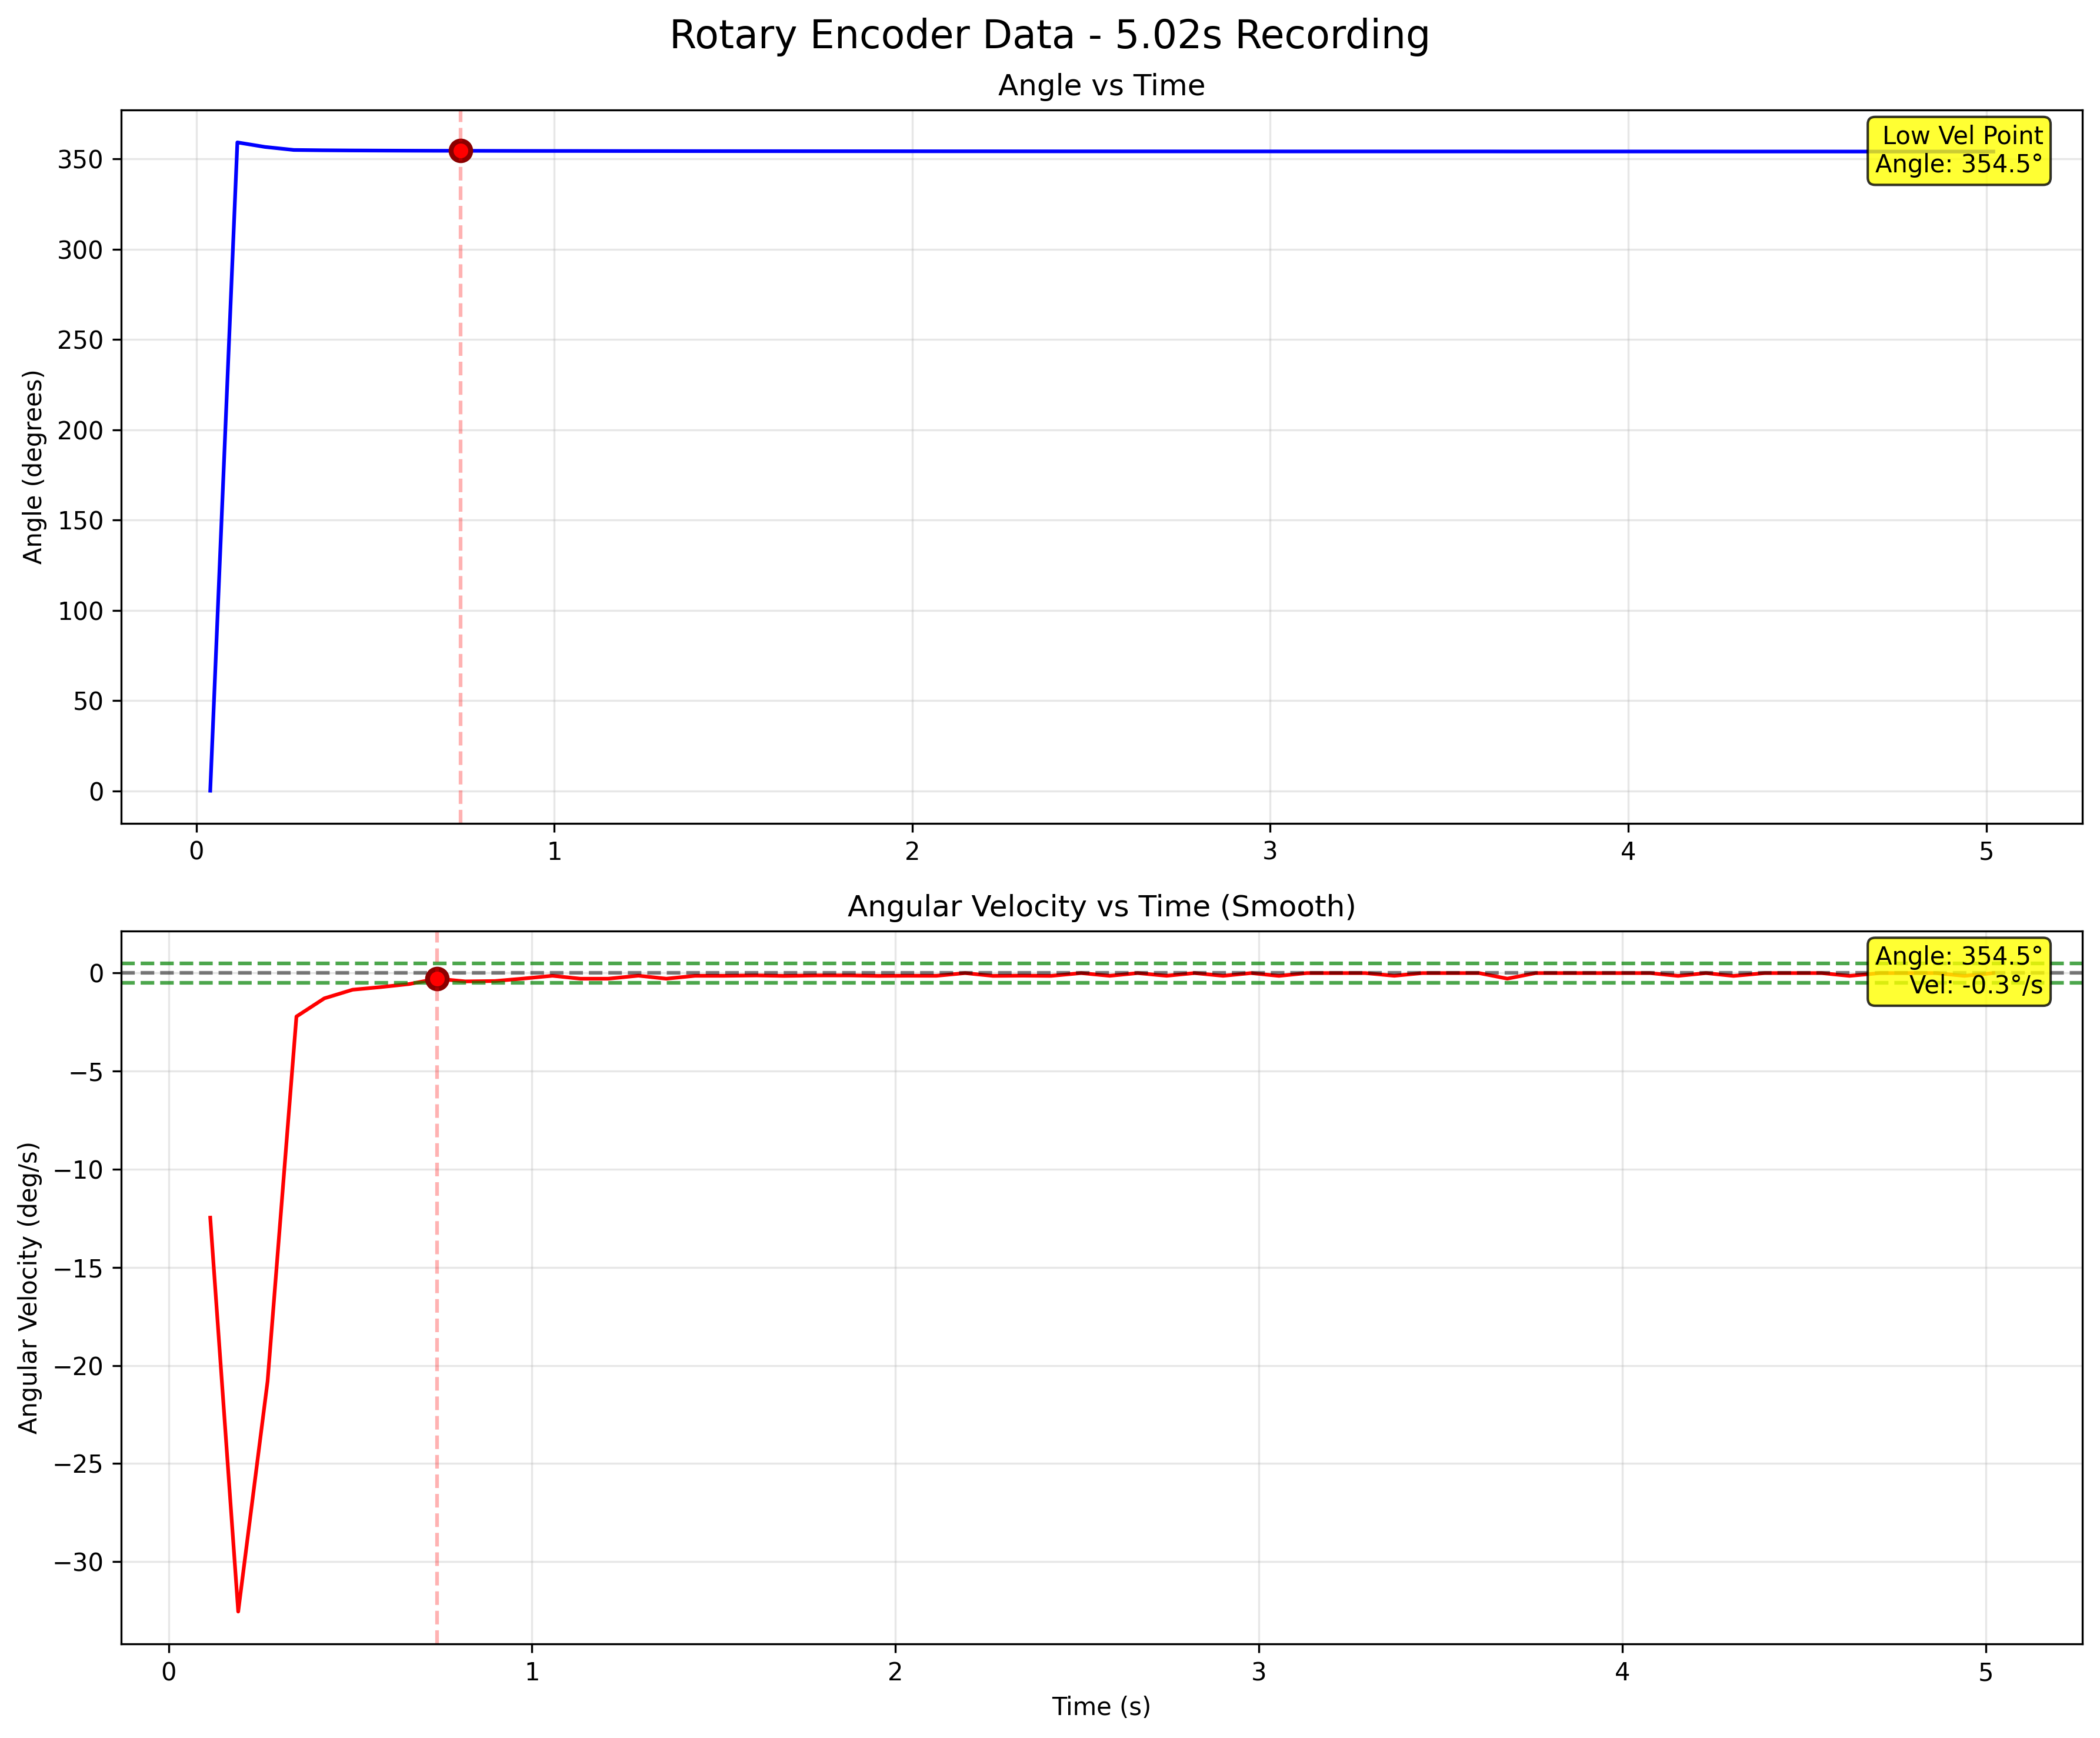 Rotary Encoder Data - 5.02s Recording
Angle vs Time
Low Vel Point
Angle: 354.5°
Angle (degrees)
350
300
250
200
150
100
50
0
0 1 2 3 4 5
Angular Velocity vs Time (Smooth)
Angle: 354.5°
Vel: -0.3°/s
Angular Velocity (deg/s)
0
−5
−10
−15
−20
−25
−30
0 1 2 3 4 5
Time (s)